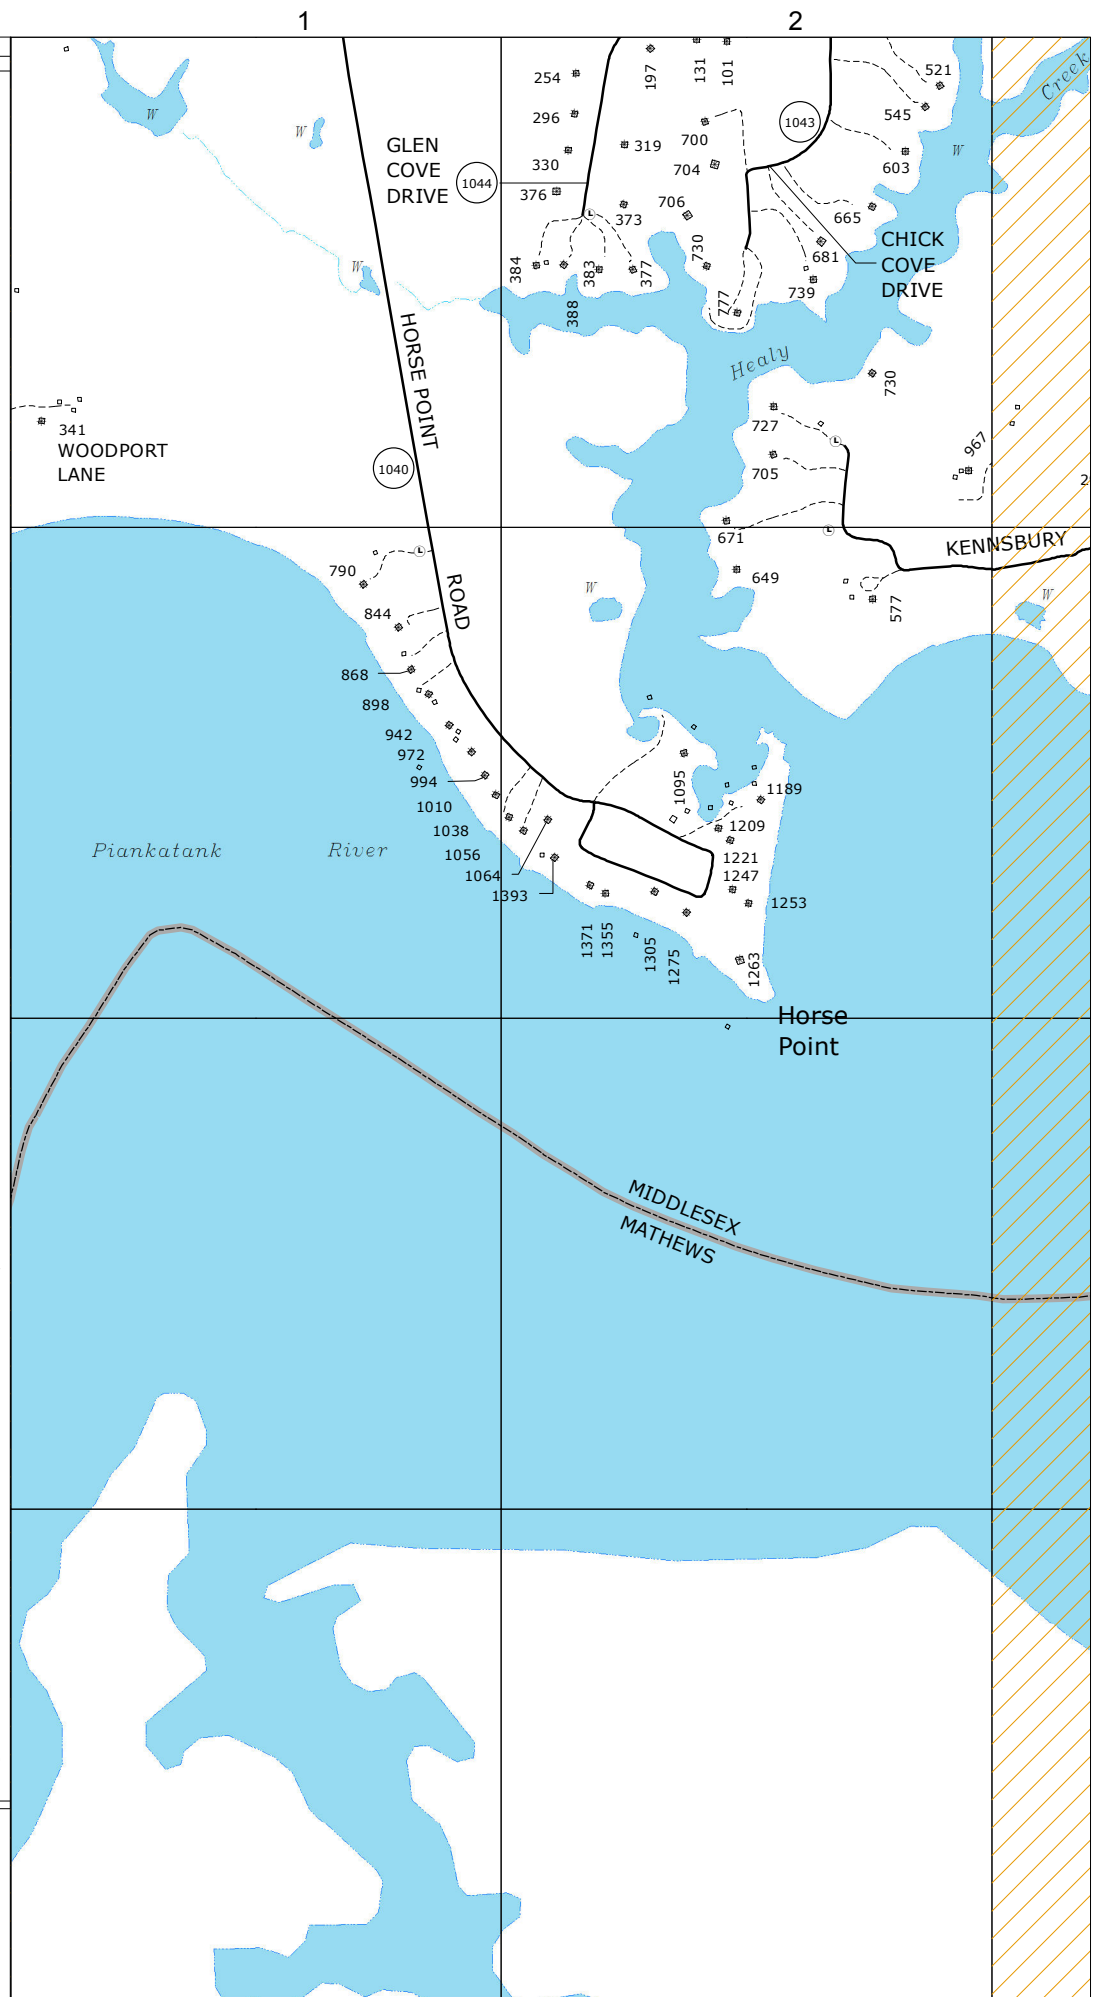 1
2
521
Creek
254
197
131
101
W
545
296
W
700
1043
GLEN
COVE
DRIVE
319
W
330
704
603
1044
376
706
373
665
730
681
CHICK
COVE
DRIVE
384
383
377
W
739
388
777
HORSE POINT
Healy
730
341
WOODPORT
LANE
727
967
1040
705
2
671
KENNSBURY
790
649
577
W
W
ROAD
844
868
898
942
972
994
1095
1189
1010
1038
1209
1056
1221
Piankatank
River
1064
1247
1393
1253
1371
1355
1305
1275
1263
Horse
Point
MIDDLESEX
MATHEWS
L
L
L
L